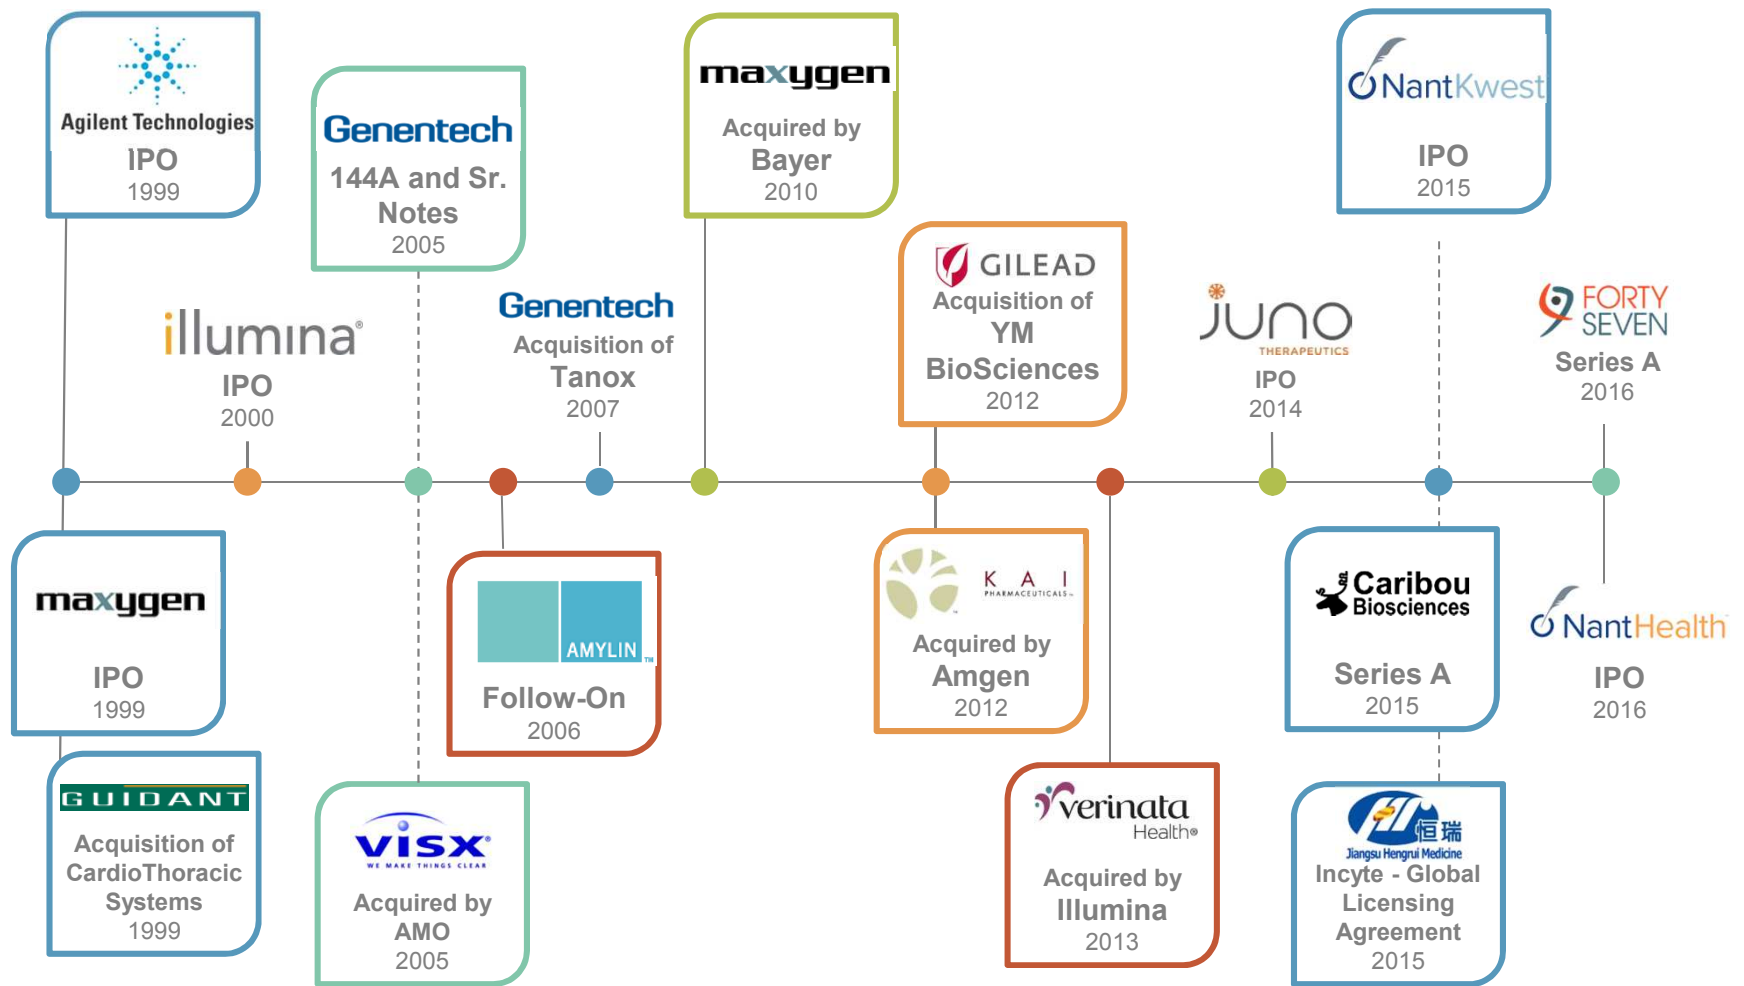 Agilent Technologies
IPO
1999
Genentech
144A and Sr.
Notes
2005
maxygen
Acquired by
Bayer
2010
NantKwest
IPO
2015
illumina®
IPO
2000
Genentech
Acquisition of
Tanox
2007
GILEAD
Acquisition of
YM
BioSciences
2012
juno
THERAPEUTICS
IPO
2014
FORTY
SEVEN
Series A
2016
maxygen
IPO
1999
AMYLIN™
Follow-On
2006
KAI
PHARMACEUTICALS
Acquired by
Amgen
2012
Caribou
Biosciences
Series A
2015
NantHealth
IPO
2016
GUIDANT
Acquisition of
CardioThoracic
Systems
1999
VISX®
WE MAKE THINGS CLEAR
Acquired by
AMO
2005
verinata
Health®
Acquired by
Illumina
2013
恒瑞
Jiangsu Hengrui Medicine
Incyte - Global
Licensing
Agreement
2015